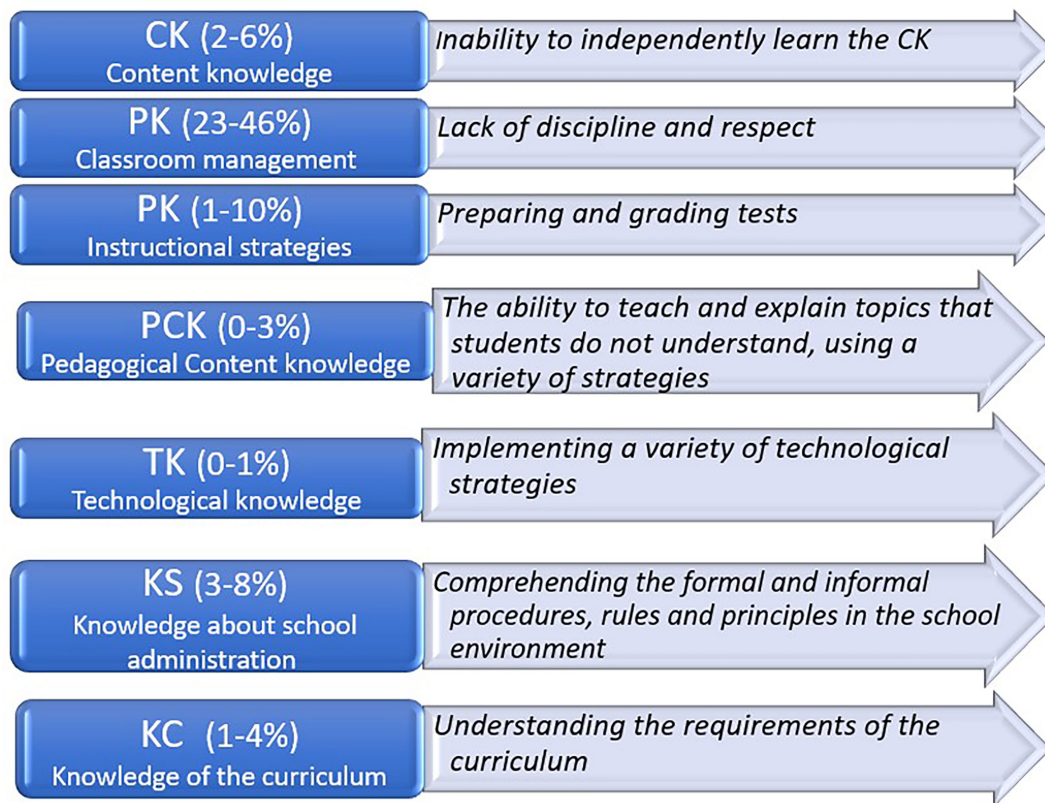 CK (2-6%)
Content knowledge
Inability to independently learn the CK
PK (23-46%)
Classroom management
Lack of discipline and respect
PK (1-10%)
Instructional strategies
Preparing and grading tests
PCK (0-3%)
Pedagogical Content knowledge
The ability to teach and explain topics that
students do not understand, using a
variety of strategies
TK (0-1%)
Technological knowledge
Implementing a variety of technological
strategies
KS (3-8%)
Knowledge about school
administration
Comprehending the formal and informal
procedures, rules and principles in the school
environment
KC (1-4%)
Knowledge of the curriculum
Understanding the requirements of the
curriculum